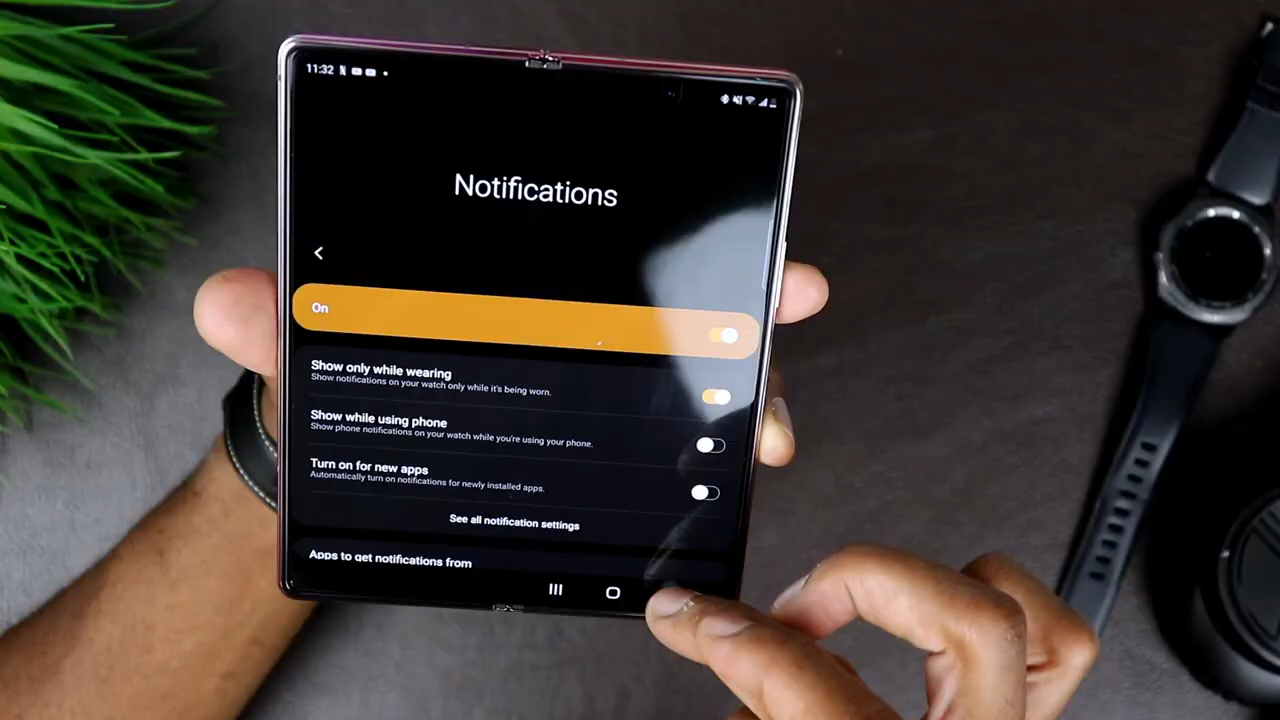 11:32
Notifications
On
Show only while wearing
Show notifications on your watch only while it's being worn.
Show while using phone
Show phone notifications on your watch while you're using your phone.
Turn on for new apps
Automatically turn on notifications for newly installed apps.
See all notification settings
Apps to get notifications from